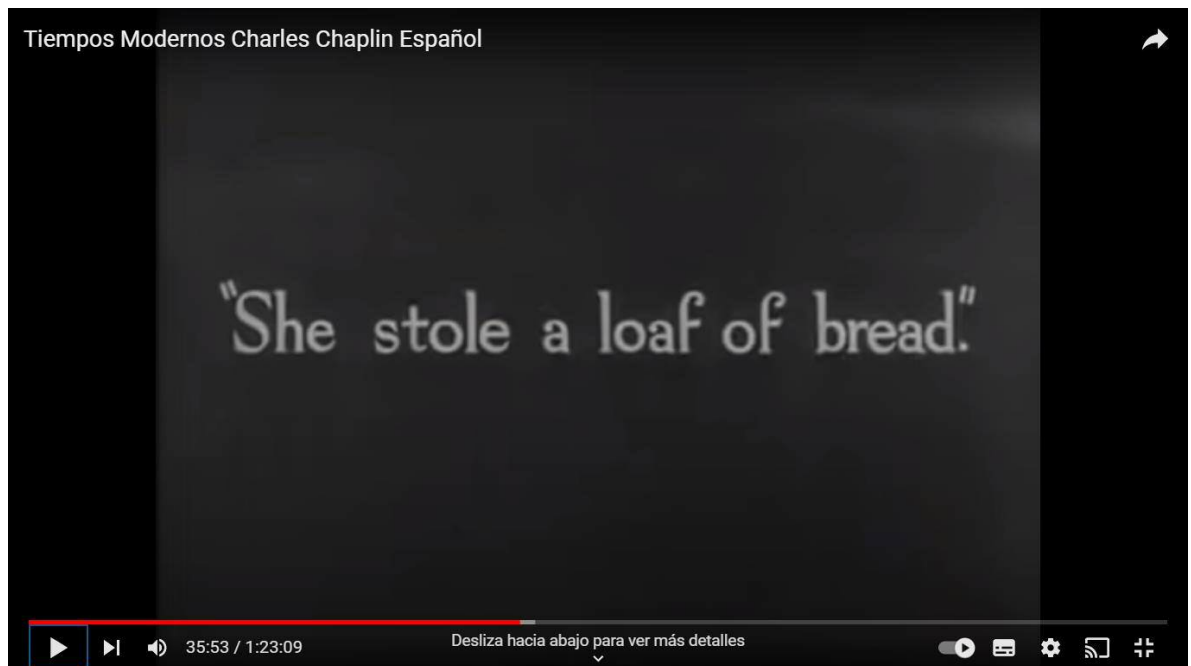 Tiempos Modernos Charles Chaplin Español
"She stole a loaf of bread."
35:53 / 1:23:09
Desliza hacia abajo para ver más detalles